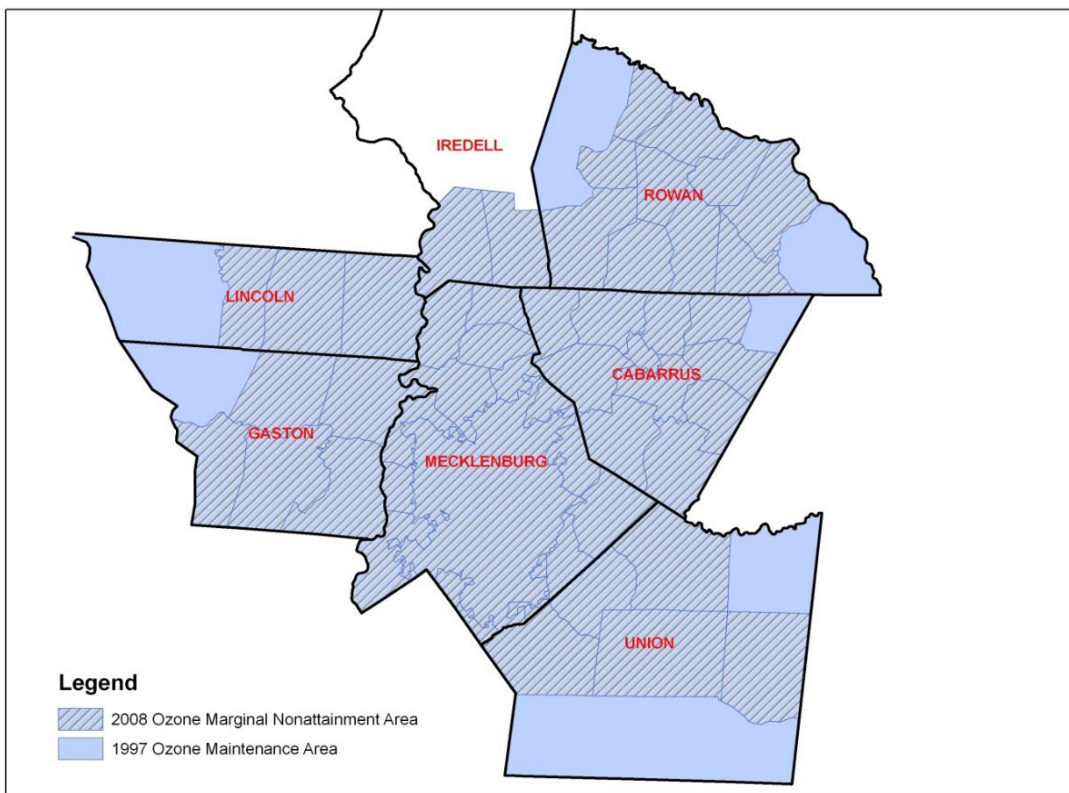 IREDELL
ROWAN
LINCOLN
CABARRUS
GASTON
MECKLENBURG
UNION
Legend
2008 Ozone Marginal Nonattainment Area
1997 Ozone Maintenance Area